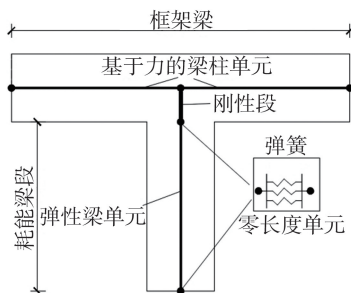 框架梁
基于力的梁柱单元
刚性段
弹簧
耗能梁段
弹性梁单元
零长度单元